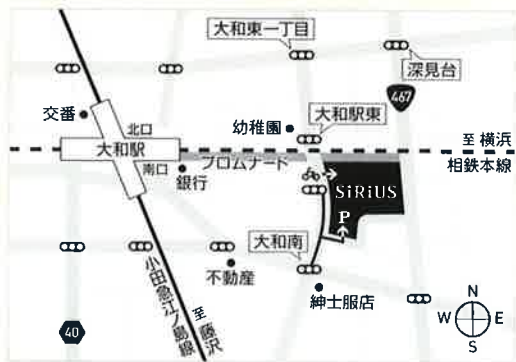 大和東一丁目
深見台
467
交番
北口
幼稚園
大和駅東
至 横浜
大和駅
プロムナード
相鉄本線
南口
銀行
SiRiUS
P
大和南
不動産
紳士服店
小田急江ノ島線
至 藤沢
40
N
W
E
S